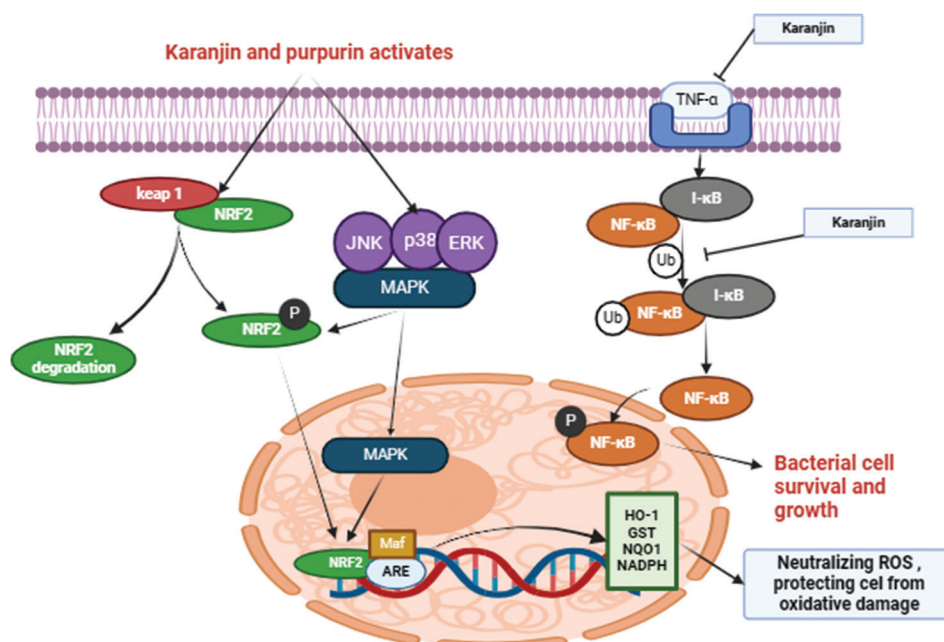 Karanjin and purpurin activates
Karanjin
TNF-α
keap 1
NRF2
JNK
p38
ERK
MAPK
I-κB
NF-κB
Karanjin
Ub
I-κB
NF-κB
Ub
NRF2
P
NRF2
degradation
NF-κB
P
NF-κB
MAPK
Bacterial cell
survival and
growth
HO-1
GST
NQO1
NADPH
Maf
NRF2
ARE
Neutralizing ROS ,
protecting cel from
oxidative damage